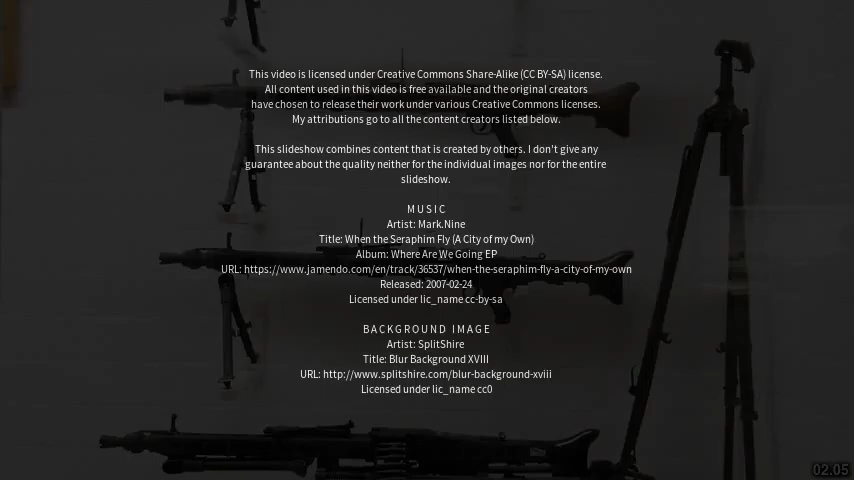 This video is licensed under Creative Commons Share-Alike (CC BY-SA) license.
All content used in this video is free available and the original creators
have chosen to release their work under various Creative Commons licenses.
My attributions go to all the content creators listed below.
This slideshow combines content that is created by others. I don't give any
guarantee about the quality neither for the individual images nor for the entire
slideshow.
MUSIC
Artist: Mark.Nine
Title: When the Seraphim Fly (A City of my Own)
Album: Where Are We Going EP
URL: https://www.jamendo.com/en/track/36537/when-the-seraphim-fly-a-city-of-my-own
Released: 2007-02-24
Licensed under lic_name cc-by-sa
BACKGROUND IMAGE
Artist: SplitShire
Title: Blur Background XVIII
URL: http://www.splitshire.com/blur-background-xviii
Licensed under lic_name cc0
02.05